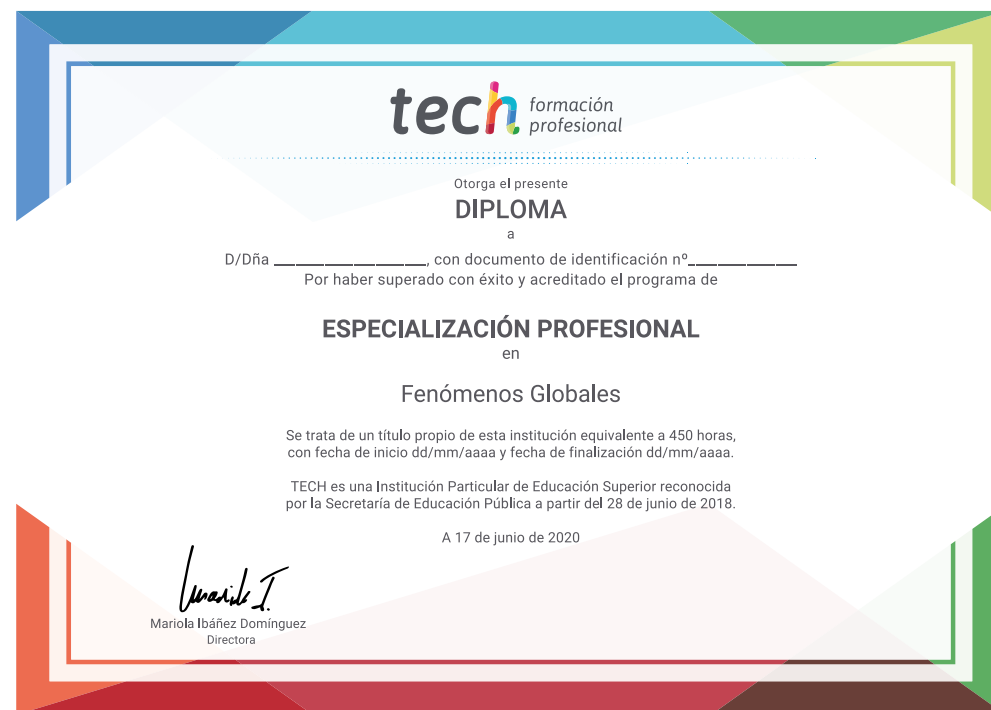 tech formación
profesional
Otorga el presente
DIPLOMA
a
D/Dña ___________________, con documento de identificación nº______________
Por haber superado con éxito y acreditado el programa de
ESPECIALIZACIÓN PROFESIONAL
en
Fenómenos Globales
Se trata de un título propio de esta institución equivalente a 450 horas,
con fecha de inicio dd/mm/aaaa y fecha de finalización dd/mm/aaaa.
TECH es una Institución Particular de Educación Superior reconocida
por la Secretaría de Educación Pública a partir del 28 de junio de 2018.
A 17 de junio de 2020
Mariola Ibáñez Domínguez
Directora